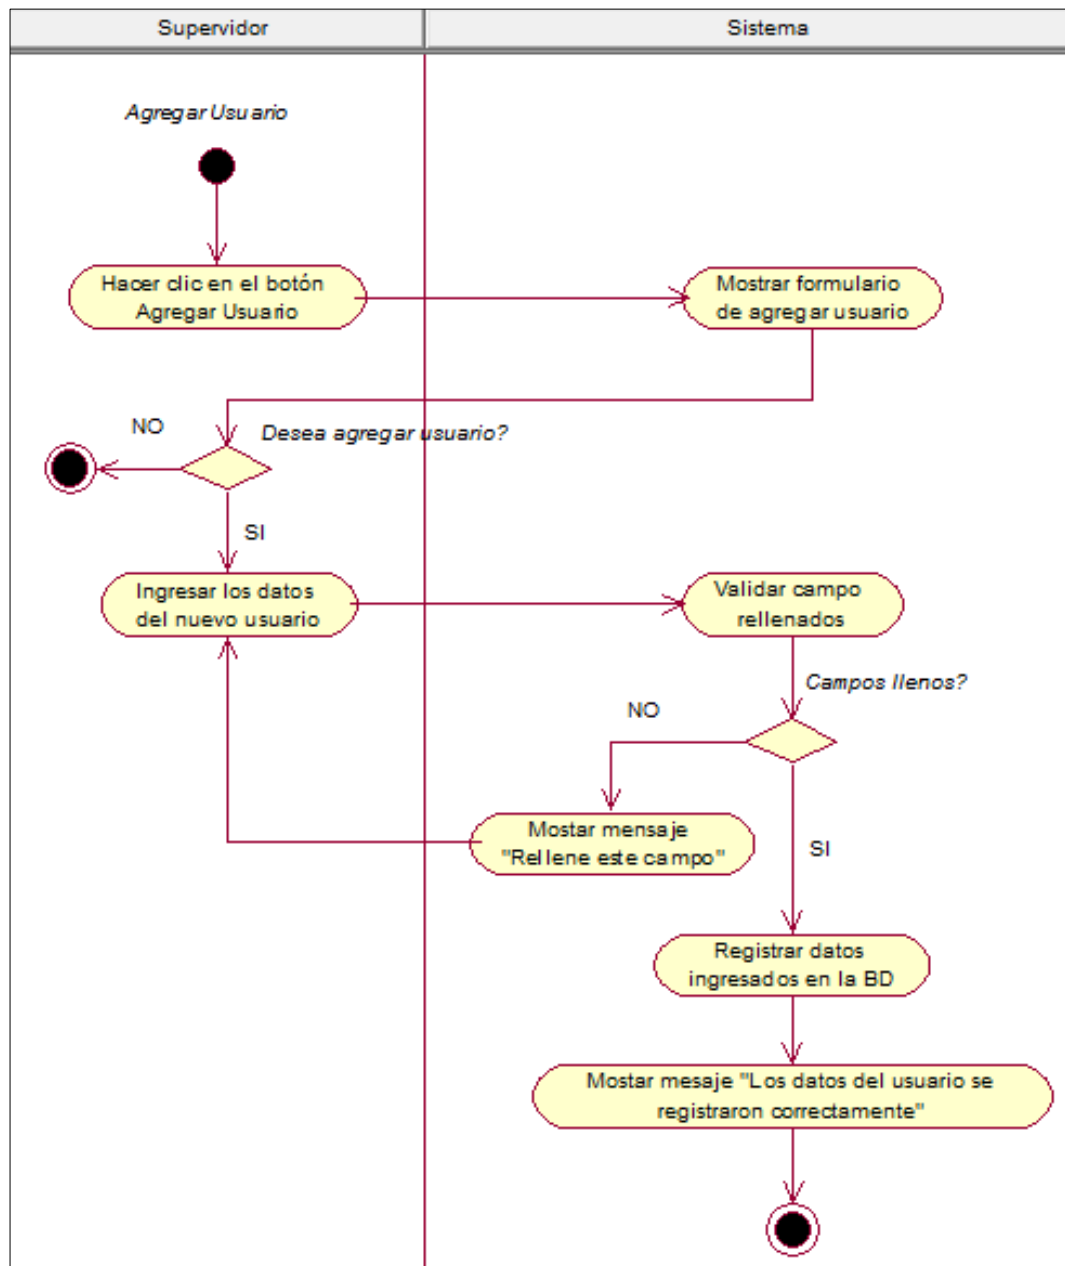 Supervidor
Sistema
Agregar Usuario
Hacer clic en el botón
Agregar Usuario
Mostrar formulario
de agregar usuario
NO
Desea agregar usuario?
SI
Ingresar los datos
del nuevo usuario
Validar campo
rellenados
Campos llenos?
NO
Mostar mensaje
"Rellene este campo"
SI
Registrar datos
ingresados en la BD
Mostar mesaje "Los datos del usuario se
registraron correctamente"